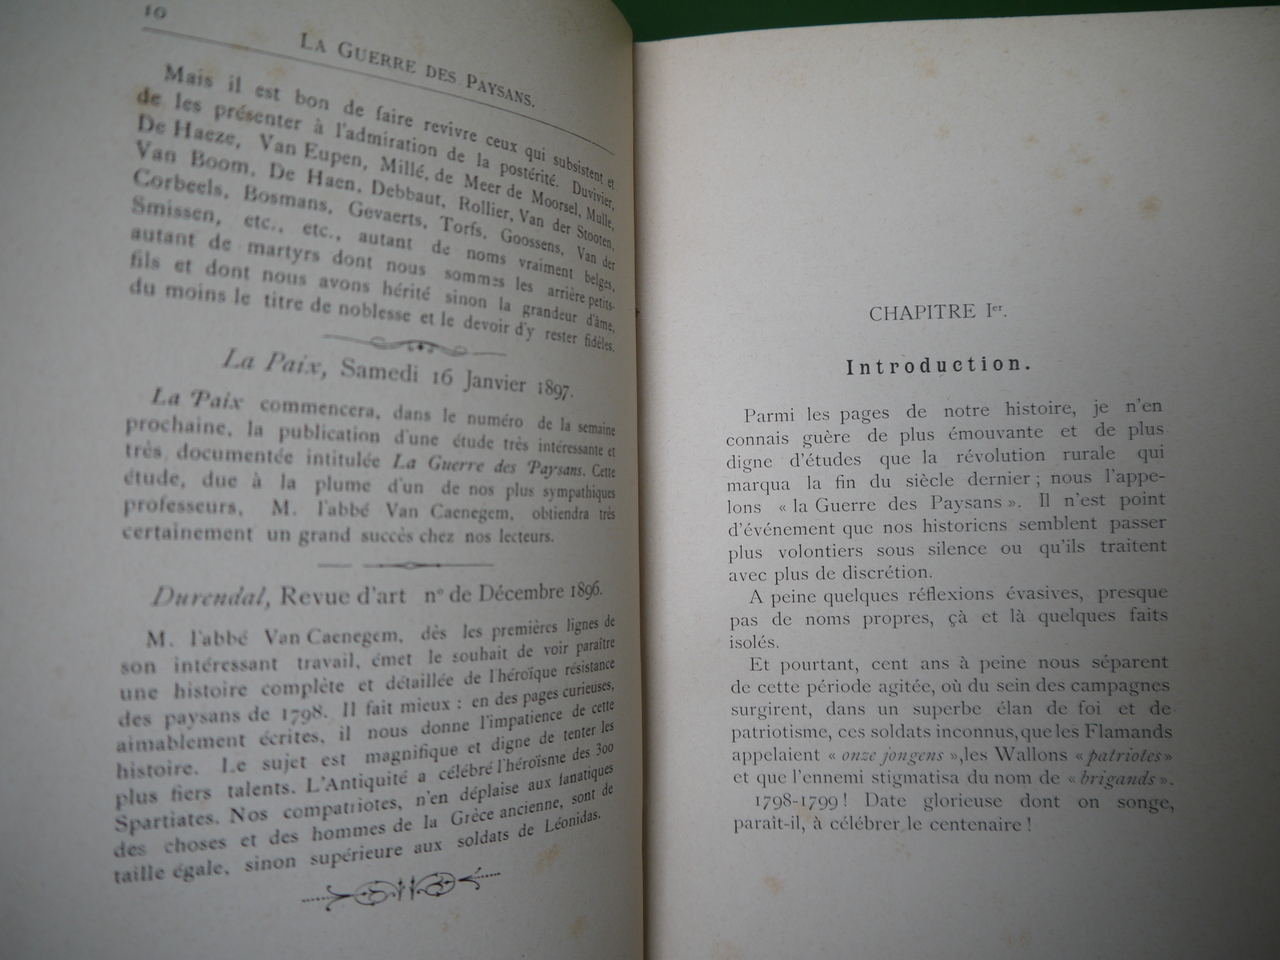 10
LA GUERRE DES PAYSANS.
Mais il est bon de faire revivre ceux qui subsistent et
de les présenter à l'admiration de la postérité. Duvivier,
De Haeze, Van Eupen, Millé, de Meer de Moorsel, Mulle,
Van Boom, De Haen, Debbaut, Rollier, Van der Stooten,
Corbeels, Bosmans, Gevaerts, Torfs, Goossens, Van der
Smissen, etc., etc., autant de noms vraiment belges,
autant de martyrs dont nous sommes les arrière petits-
fils et dont nous avons hérité sinon la grandeur d'âme,
du moins le titre de noblesse et le devoir d'y rester fidèles.
La Paix, Samedi 16 Janvier 1897.
La Paix commencera, dans le numéro de la semaine
prochaine, la publication d'une étude très intéressante et
très documentée intitulée La Guerre des Paysans. Cette
étude, due à la plume d'un de nos plus sympathiques
professeurs, M. l'abbé Van Caenegem, obtiendra très
certainement un grand succès chez nos lecteurs.
Durendal, Revue d'art n° de Décembre 1896.
M. l'abbé Van Caenegem, dès les premières lignes de
son intéressant travail, émet le souhait de voir paraître
une histoire complète et détaillée de l'héroïque résistance
des paysans de 1798. Il fait mieux : en des pages curieuses,
aimablement écrites, il nous donne l'impatience de cette
histoire. Le sujet est magnifique et digne de tenter les
plus fiers talents. L'Antiquité a célébré l'héroïsme des 300
Spartiates. Nos compatriotes, n'en déplaise aux fanatiques
des choses et des hommes de la Grèce ancienne, sont de
taille égale, sinon supérieure aux soldats de Léonidas.
CHAPITRE Ier.
Introduction.
Parmi les pages de notre histoire, je n'en
connais guère de plus émouvante et de plus
digne d'études que la révolution rurale qui
marqua la fin du siècle dernier ; nous l'appe-
lons « la Guerre des Paysans ». Il n'est point
d'événement que nos historiens semblent passer
plus volontiers sous silence ou qu'ils traitent
avec plus de discrétion.
A peine quelques réflexions évasives, presque
pas de noms propres, çà et là quelques faits
isolés.
Et pourtant, cent ans à peine nous séparent
de cette période agitée, où du sein des campagnes
surgirent, dans un superbe élan de foi et de
patriotisme, ces soldats inconnus, que les Flamands
appelaient « onze jongens », les Wallons « patriotes »
et que l'ennemi stigmatisa du nom de « brigands ».
1798-1799 ! Date glorieuse dont on songe,
paraît-il, à célébrer le centenaire !